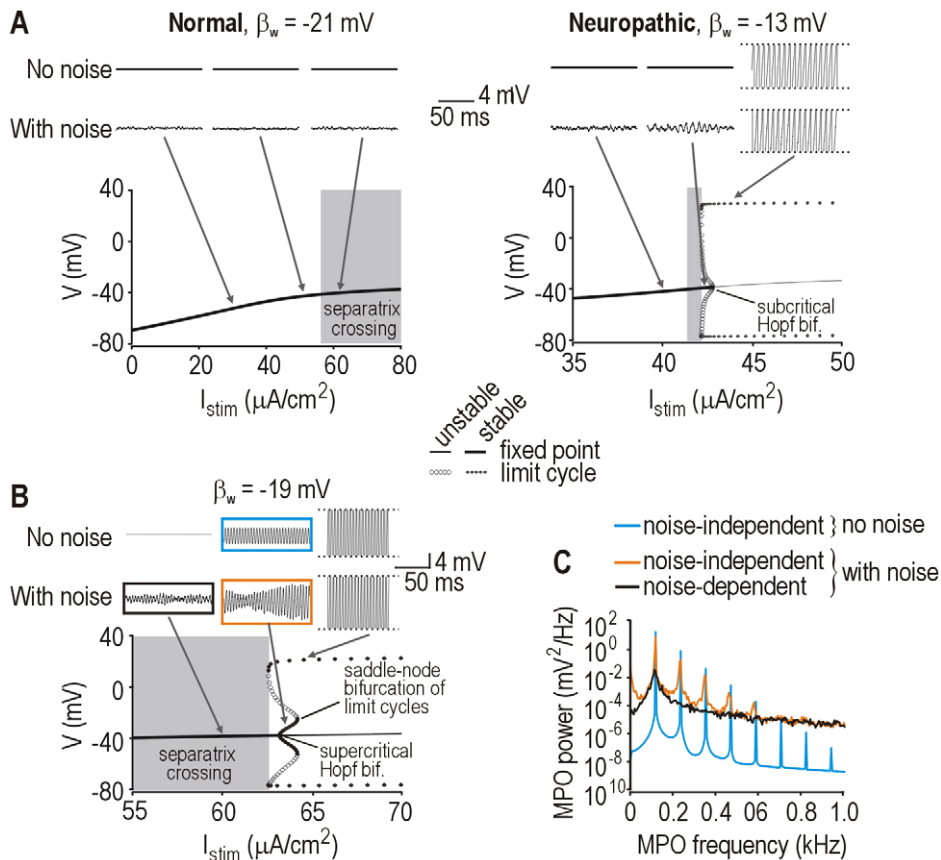 A
Normal, βw = -21 mV
No noise
With noise
V (mV)
40
0
-40
-80
separatrix
crossing
0 20 40 60 80
Istim (μA/cm²)
Neuropathic, βw = -13 mV
4 mV
50 ms
V (mV)
40
0
-40
-80
subcritical
Hopf bif.
35 40 45 50
Istim (μA/cm²)
unstable
stable
fixed point
limit cycle
B
βw = -19 mV
No noise
With noise
4 mV
50 ms
V (mV)
40
0
-40
-80
saddle-node
bifurcation of
limit cycles
separatrix
crossing
supercritical
Hopf bif.
55 60 65 70
Istim (μA/cm²)
noise-independent } no noise
noise-independent
noise-dependent
} with noise
C
MPO power (mV²/Hz)
10²
10⁰
10⁻²
10⁻⁴
10⁻⁶
10⁻⁸
10¹⁰
0 0.2 0.4 06 0.8 1.0
MPO frequency (kHz)